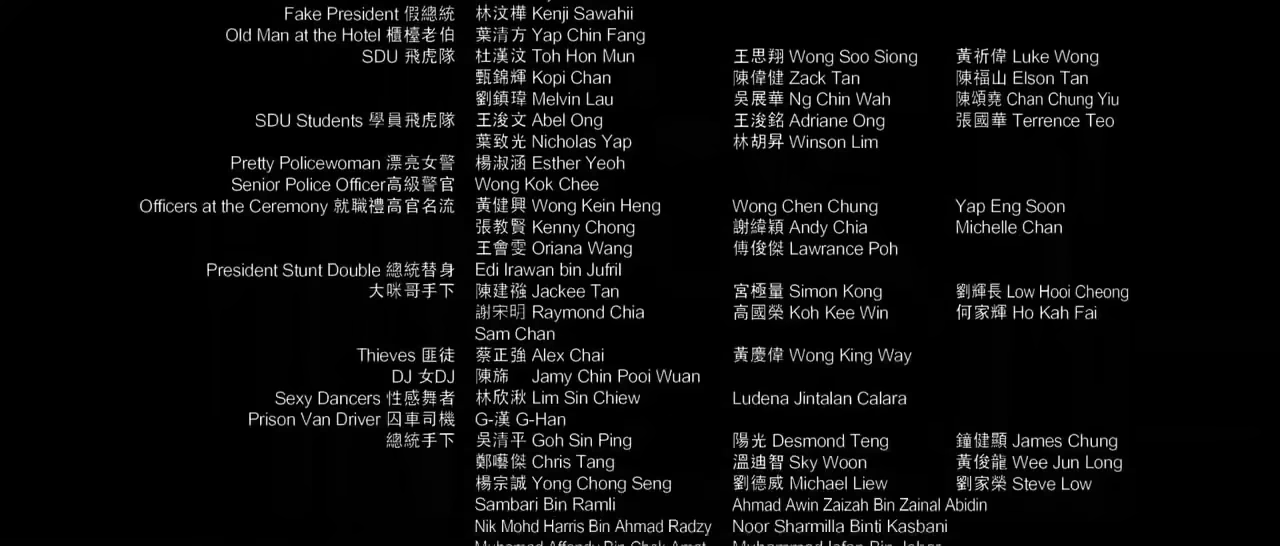 Fake President 假總統 林汶樺 Kenji Sawahii
Old Man at the Hotel 櫃檯老伯 葉清方 Yap Chin Fang
SDU 飛虎隊 杜漢汶 Toh Hon Mun 王思翔 Wong Soo Siong 黃祈偉 Luke Wong
甄錦輝 Kopi Chan 陳偉健 Zack Tan 陳福山 Elson Tan
劉鎮瑋 Melvin Lau 吳展華 Ng Chin Wah 陳頌堯 Chan Chung Yiu
SDU Students 學員飛虎隊 王浚文 Abel Ong 王浚銘 Adriane Ong 張國華 Terrence Teo
葉致光 Nicholas Yap 林胡昇 Winson Lim
Pretty Policewoman 漂亮女警 楊淑涵 Esther Yeoh
Senior Police Officer高級警官 Wong Kok Chee
Officers at the Ceremony 就職禮高官名流 黃健興 Wong Kein Heng Wong Chen Chung Yap Eng Soon
張教賢 Kenny Chong 謝緯穎 Andy Chia Michelle Chan
王會雯 Oriana Wang 傅俊傑 Lawrance Poh
President Stunt Double 總統替身 Edi Irawan bin Jufril
大咪哥手下 陳建襁 Jackee Tan 宮極量 Simon Kong 劉輝長 Low Hooi Cheong
謝宋明 Raymond Chia 高國榮 Koh Kee Win 何家輝 Ho Kah Fai
Sam Chan
Thieves 匪徒 蔡正強 Alex Chai 黃慶偉 Wong King Way
DJ 女DJ 陳旆 Jamy Chin Pooi Wuan
Sexy Dancers 性感舞者 林欣湫 Lim Sin Chiew Ludena Jintalan Calara
Prison Van Driver 囚車司機 G-漢 G-Han
總統手下 吳清平 Goh Sin Ping 陽光 Desmond Teng 鐘健顯 James Chung
鄭囈傑 Chris Tang 溫迪智 Sky Woon 黃俊龍 Wee Jun Long
楊宗誠 Yong Chong Seng 劉德威 Michael Liew 劉家榮 Steve Low
Sambari Bin Ramli Ahmad Awin Zaizah Bin Zainal Abidin
Nik Mohd Harris Bin Ahmad Radzy Noor Sharmilla Binti Kasbani